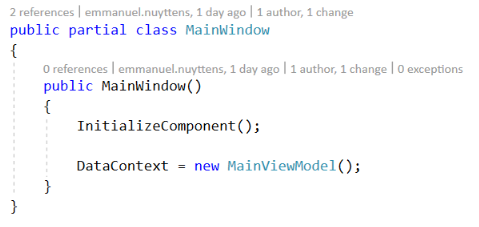 2 references | emmanuel.nuyttens, 1 day ago | 1 author, 1 change
public partial class MainWindow
{
0 references | emmanuel.nuyttens, 1 day ago | 1 author, 1 change | 0 exceptions
public MainWindow()
{
InitializeComponent();
DataContext = new MainViewModel();
}
}